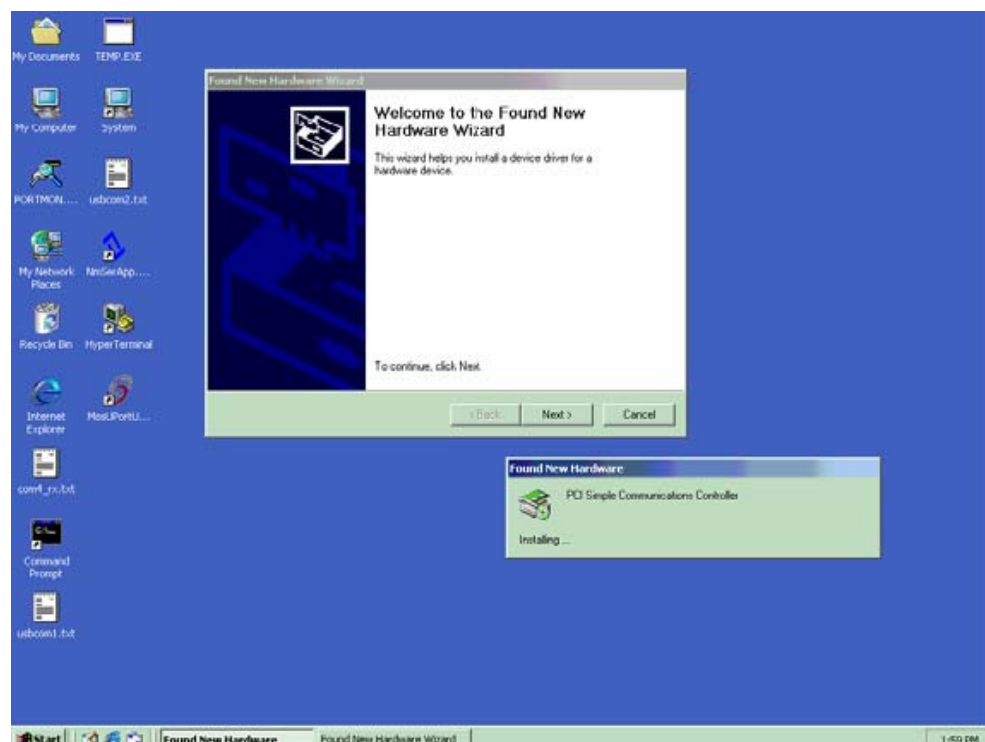 My Documents
TEMP.EXE
My Computer
System
PORTMON....
usbcom2.txt
My Network
Places
NmSerApp....
Recycle Bin
HyperTerminal
Internet
Explorer
MosUPortU...
com4_rx.txt
Command
Prompt
usbcom1.txt
Found New Hardware Wizard
Welcome to the Found New
Hardware Wizard
This wizard helps you install a device driver for a
hardware device.
To continue, click Next.
< Back
Next >
Cancel
Found New Hardware
PCI Simple Communications Controller
Installing ...
Start
Found New Hardware
Found New Hardware Wizard
1:59 PM